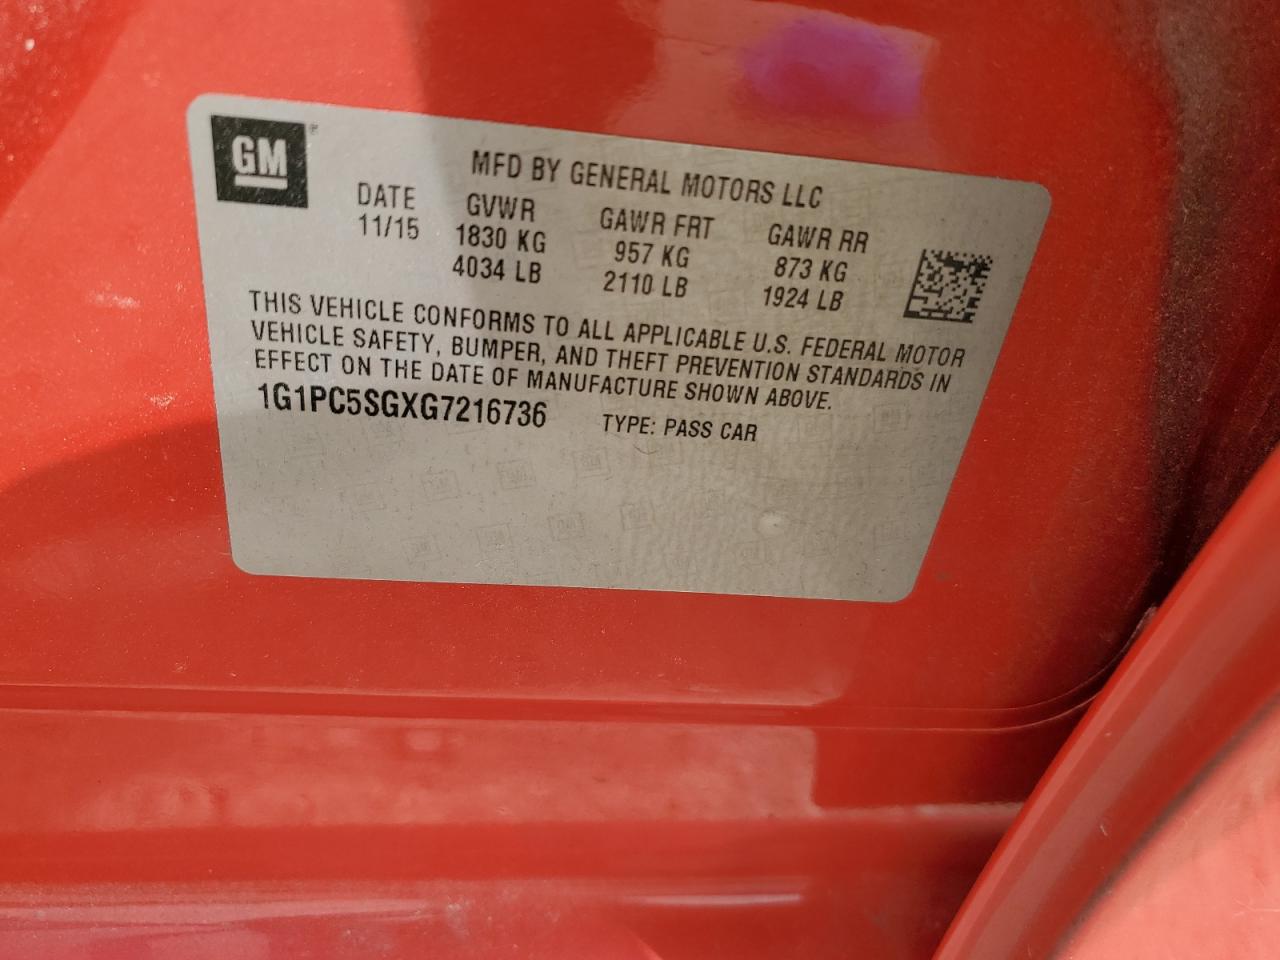 GM
MFD BY GENERAL MOTORS LLC
DATE GVWR GAWR FRT GAWR RR
11/15 1830 KG 957 KG 873 KG
4034 LB 2110 LB 1924 LB
THIS VEHICLE CONFORMS TO ALL APPLICABLE U.S. FEDERAL MOTOR
VEHICLE SAFETY, BUMPER, AND THEFT PREVENTION STANDARDS IN
EFFECT ON THE DATE OF MANUFACTURE SHOWN ABOVE.
1G1PC5SGXG7216736 TYPE: PASS CAR